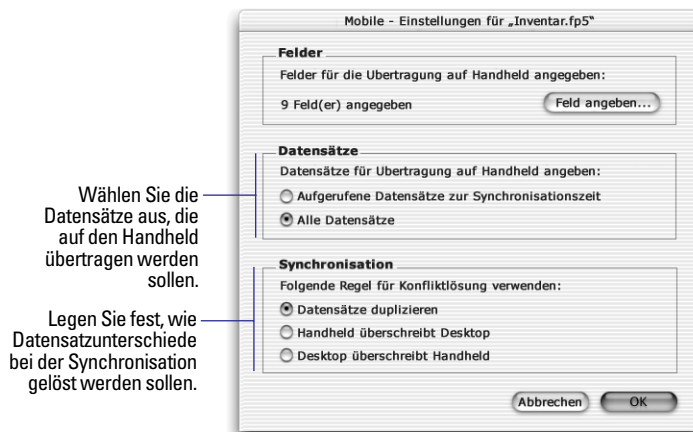 Mobile - Einstellungen für „Inventar.fp5“
Felder
Felder für die Ubertragung auf Handheld angegeben:
9 Feld(er) angegeben
Feld angeben...
Datensätze
Datensätze für Ubertragung auf Handheld angeben:
Aufgerufene Datensätze zur Synchronisationszeit
Alle Datensätze
Wählen Sie die
Datensätze aus, die
auf den Handheld
übertragen werden
sollen.
Synchronisation
Folgende Regel für Konfliktlösung verwenden:
Datensätze duplizieren
Handheld überschreibt Desktop
Desktop überschreibt Handheld
Legen Sie fest, wie
Datensatzunterschiede
bei der Synchronisation
gelöst werden sollen.
Abbrechen
OK